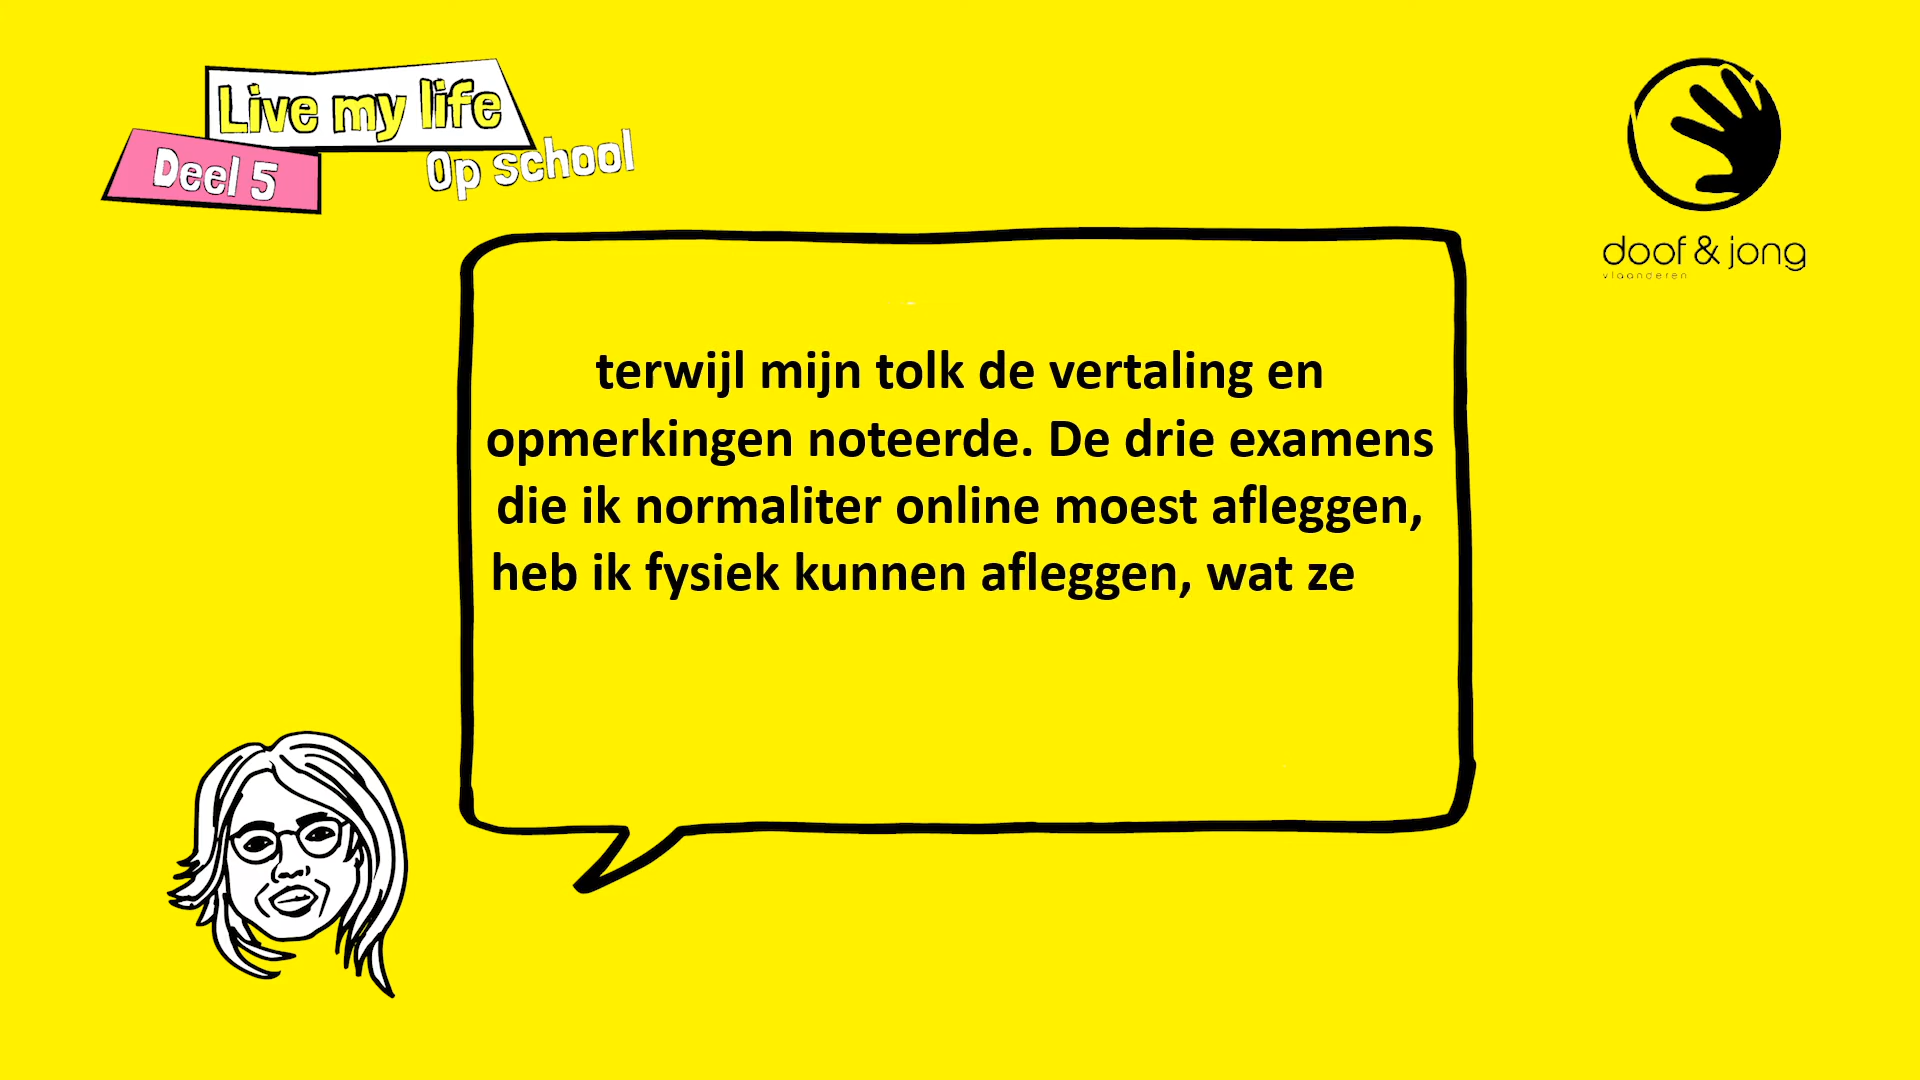 Live my life
Deel 5
Op school
doof & jong
vlaanderen
terwijl mijn tolk de vertaling en
opmerkingen noteerde. De drie examens
die ik normaliter online moest afleggen,
heb ik fysiek kunnen afleggen, wat ze